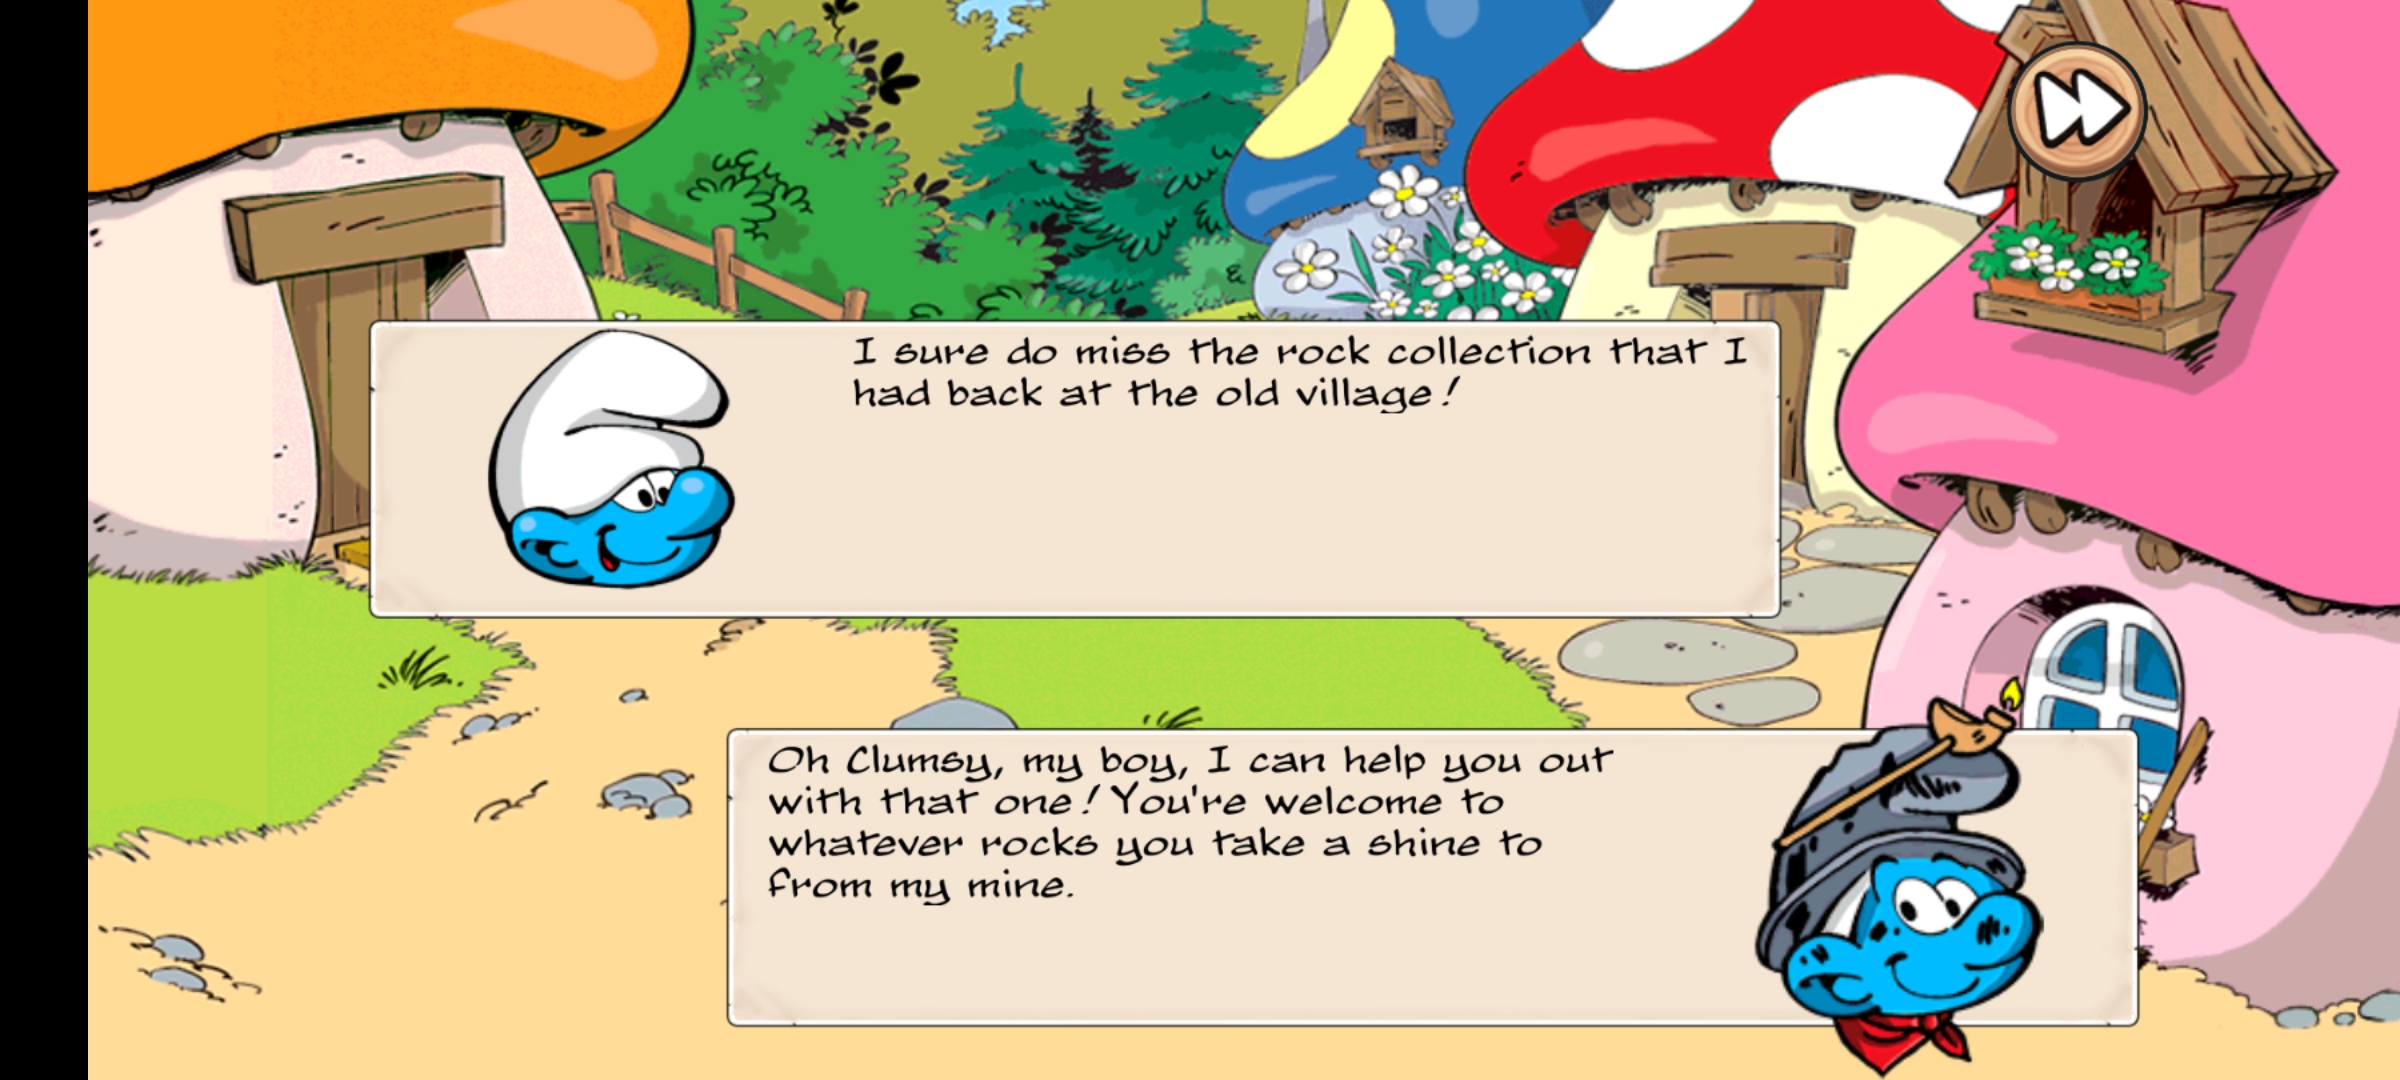 I sure do miss the rock collection that I
had back at the old village!
Oh Clumsy, my boy, I can help you out
with that one! You're welcome to
whatever rocks you take a shine to
from my mine.